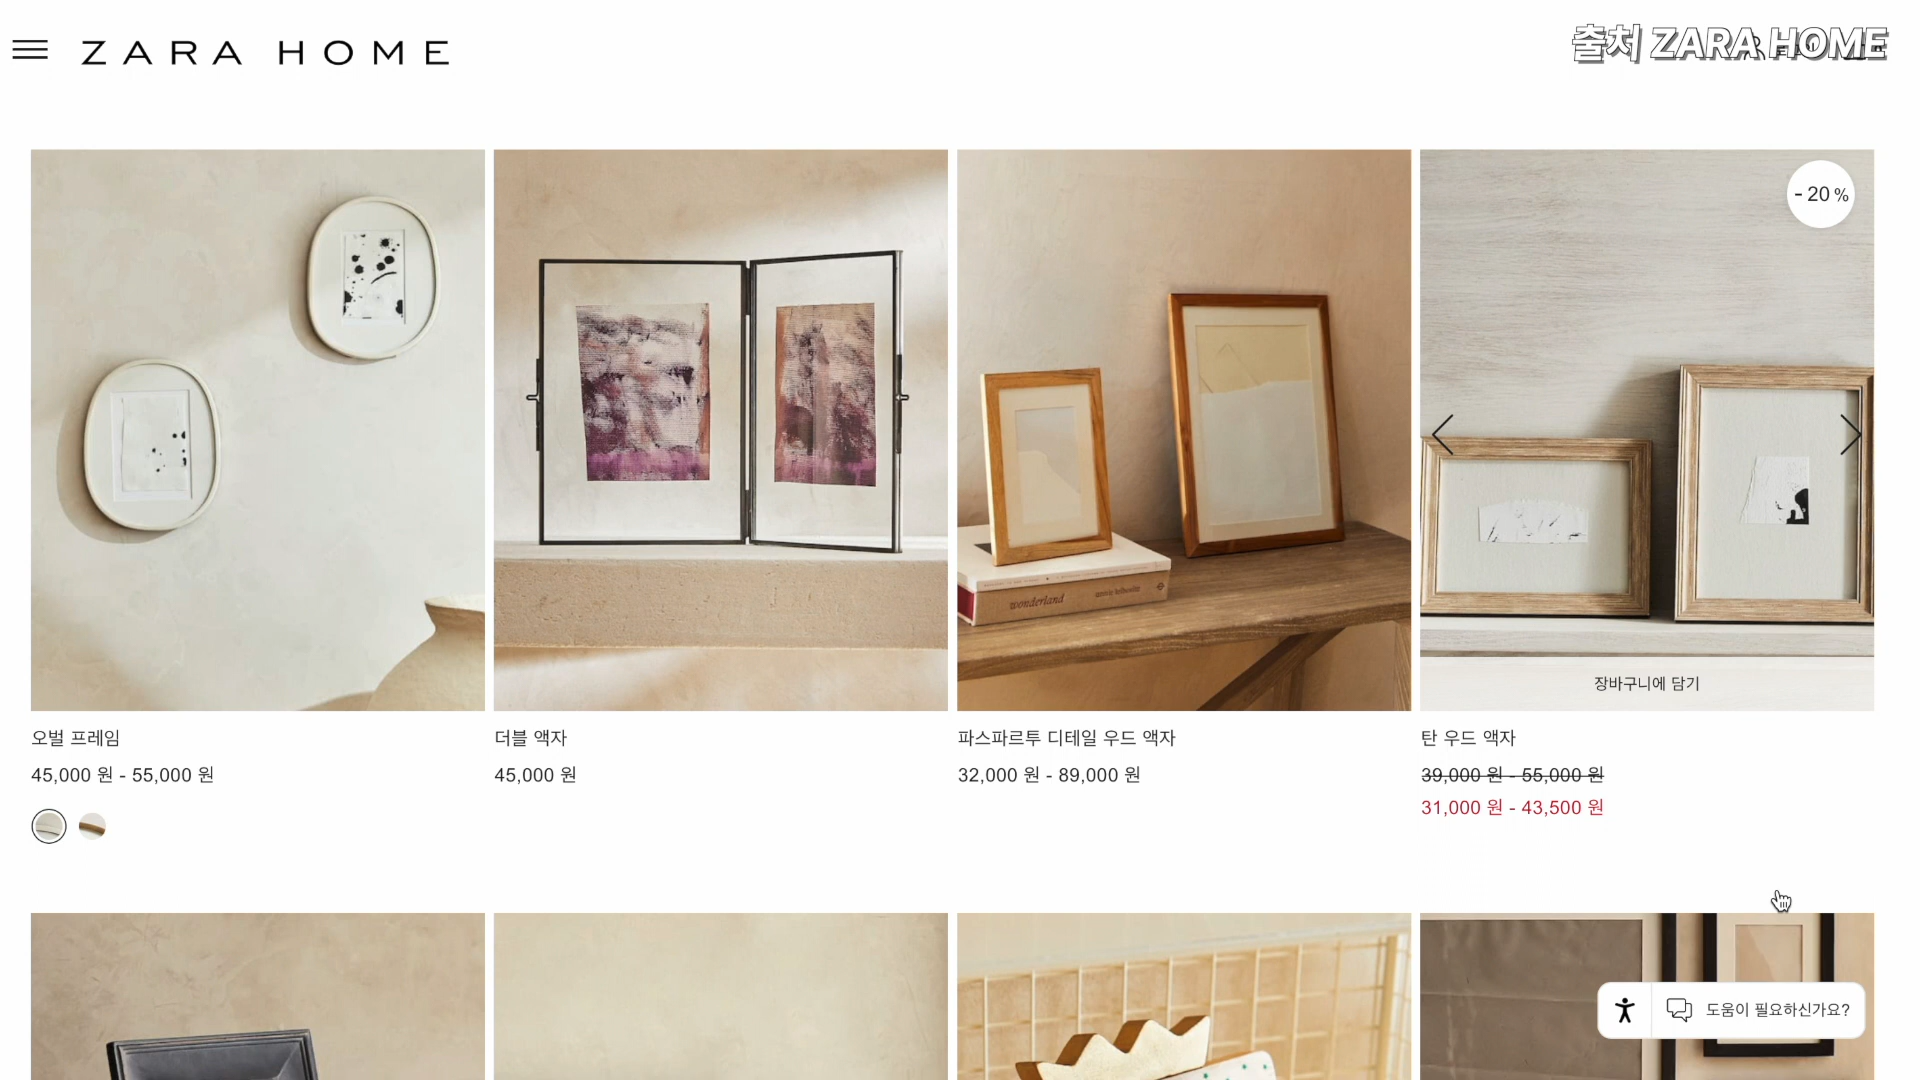 ZARA HOME
출처 ZARA HOME
- 20 %
wonderland
annie leibovitz
장바구니에 담기
오벌 프레임
45,000 원 - 55,000 원
더블 액자
45,000 원
파스파르투 디테일 우드 액자
32,000 원 - 89,000 원
탄 우드 액자
39,000 원 - 55,000 원
31,000 원 - 43,500 원
도움이 필요하신가요?